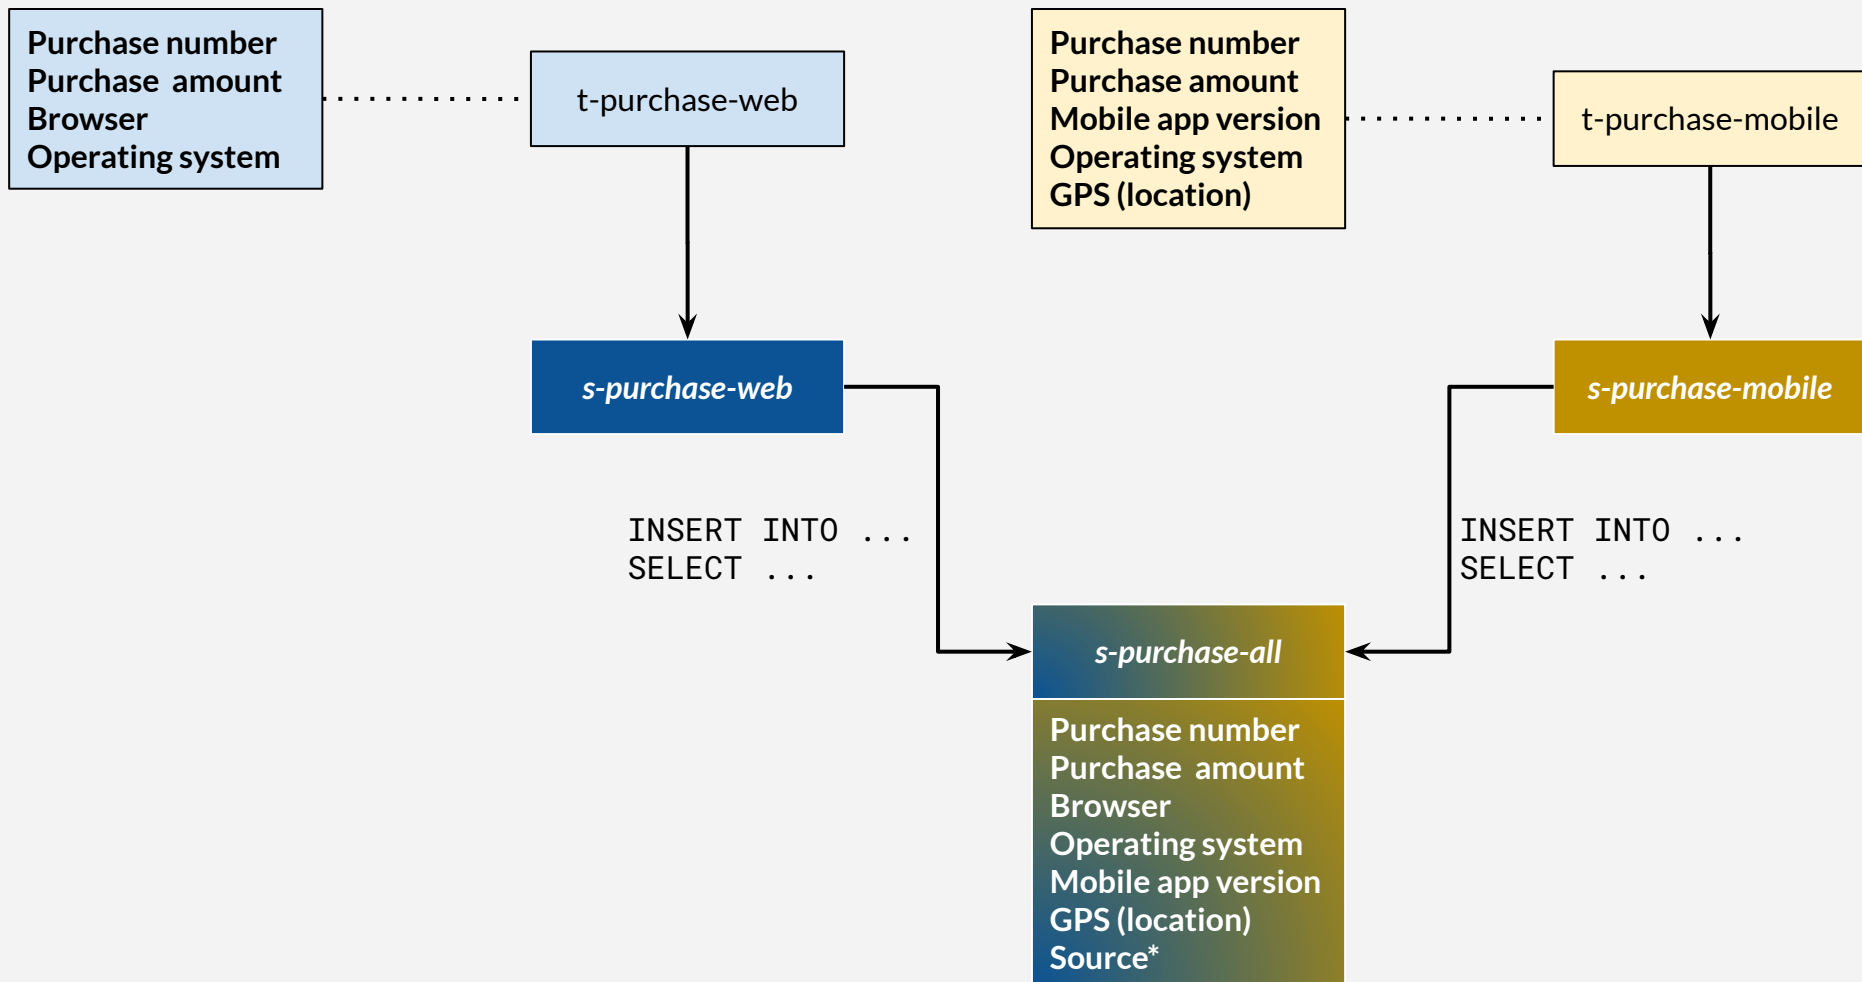 Purchase number
Purchase  amount
Browser
Operating system
t-purchase-web
Purchase number
Purchase amount
Mobile app version
Operating system
GPS (location)
t-purchase-mobile
s-purchase-web
s-purchase-mobile
INSERT INTO ...
SELECT ...
INSERT INTO ...
SELECT ...
s-purchase-all
Purchase number
Purchase  amount
Browser
Operating system
Mobile app version
GPS (location)
Source*